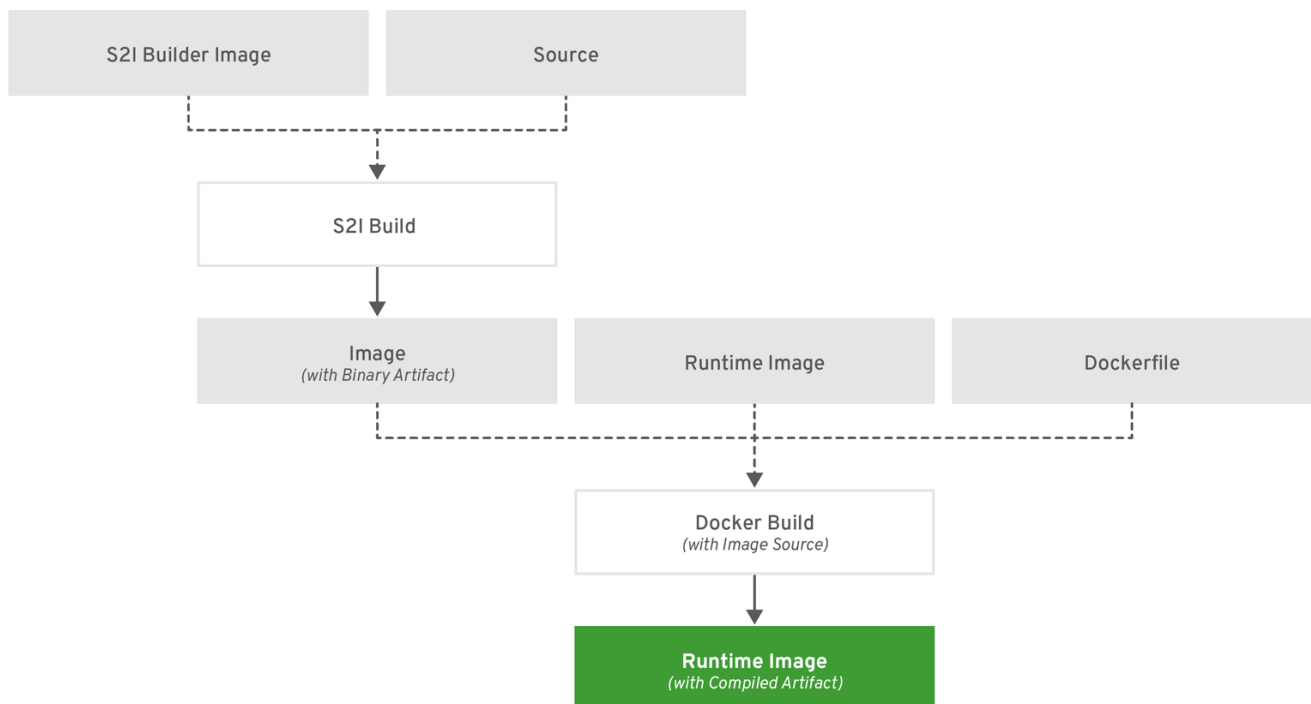 S2I Builder Image
Source
S2I Build
Image
(with Binary Artifact)
Runtime Image
Dockerfile
Docker Build
(with Image Source)
Runtime Image
(with Compiled Artifact)